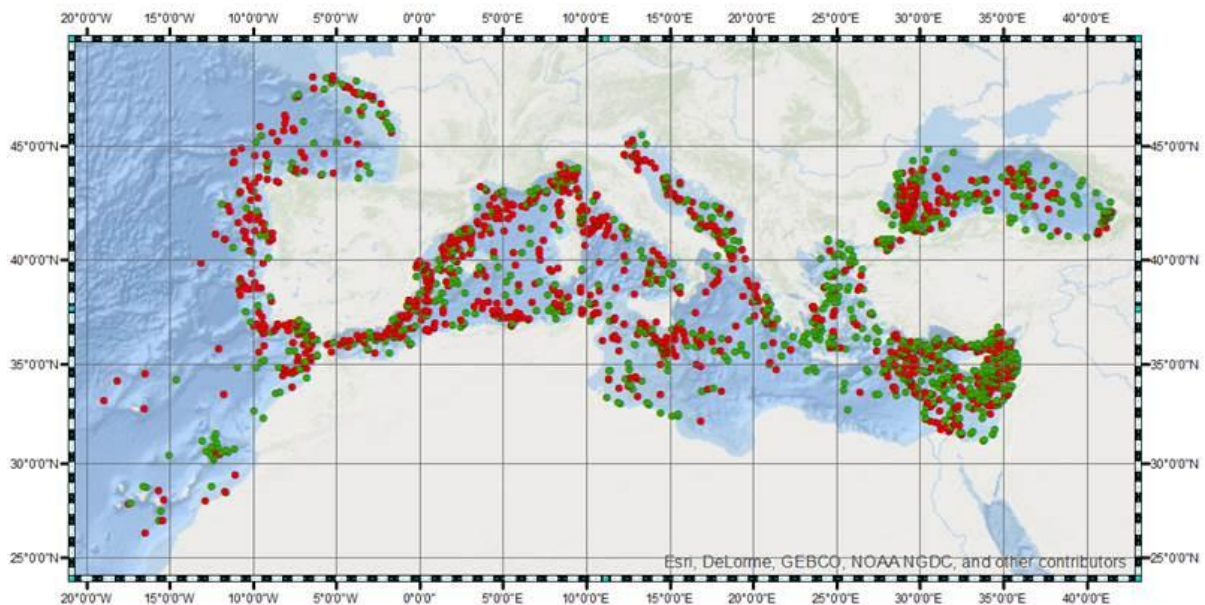 20°0'0"W 15°0'0"W 10°0'0"W 5°0'0"W 0°0'0"E 5°0'0"E 10°0'0"E 15°0'0"E 20°0'0"E 25°0'0"E 30°0'0"E 35°0'0"E 40°0'0"E
45°0'0"N 45°0'0"N
40°0'0"N 40°0'0"N
35°0'0"N 35°0'0"N
30°0'0"N 30°0'0"N
25°0'0"N 25°0'0"N
Esri, DeLorme, GEBCO, NOAA NGDC, and other contributors
20°0'0"W 15°0'0"W 10°0'0"W 5°0'0"W 0°0'0"E 5°0'0"E 10°0'0"E 15°0'0"E 20°0'0"E 25°0'0"E 30°0'0"E 35°0'0"E 40°0'0"E